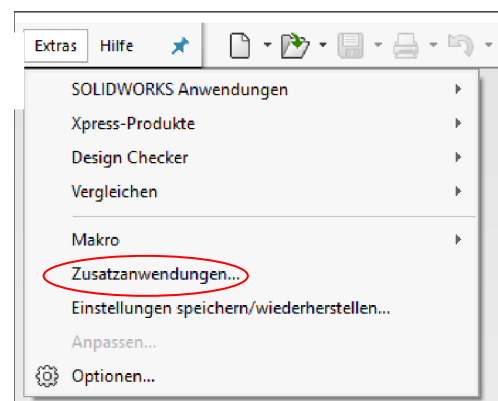 Extras Hilfe
SOLIDWORKS Anwendungen
Xpress-Produkte
Design Checker
Vergleichen
Makro
Zusatzanwendungen...
Einstellungen speichern/wiederherstellen...
Anpassen...
Optionen...